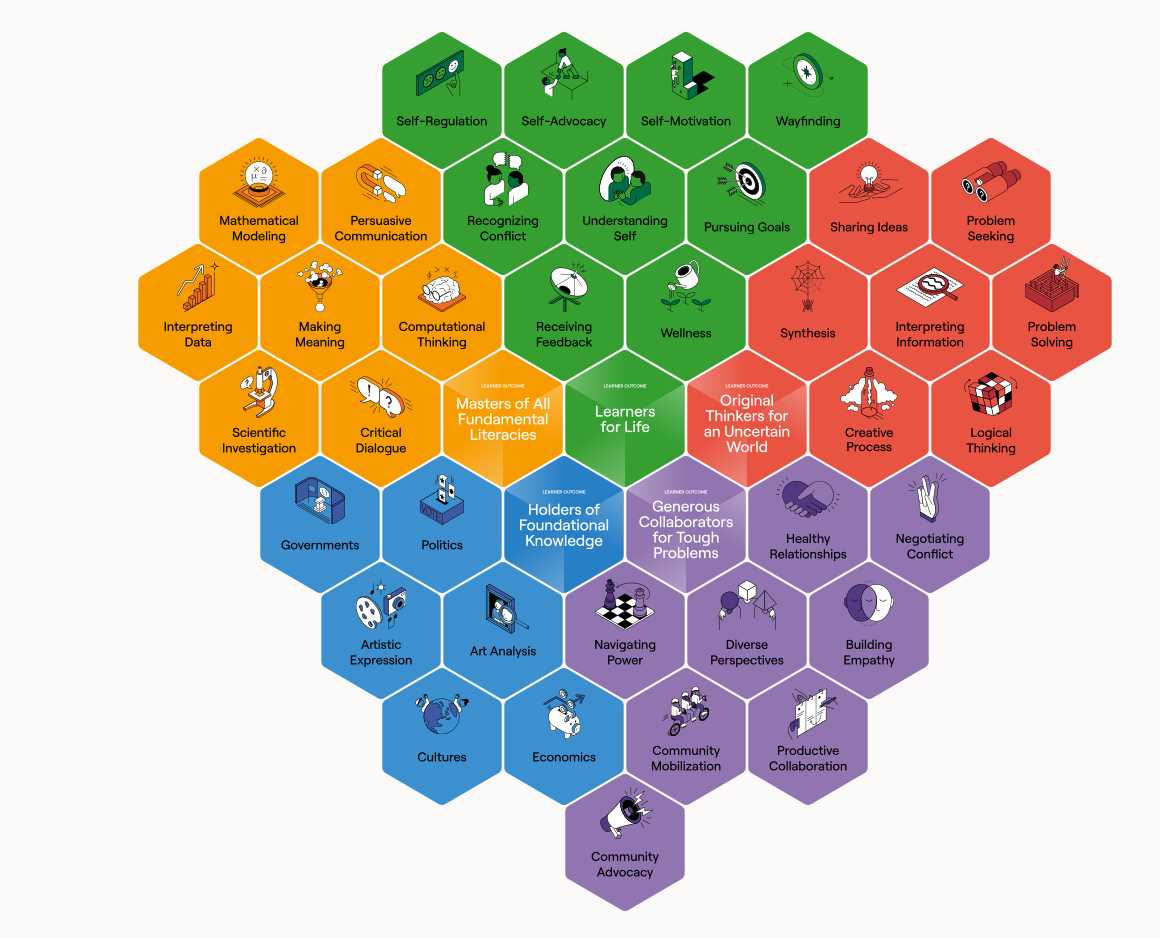 Self-Regulation
Self-Advocacy
Self-Motivation
Wayfinding
Mathematical
Modeling
Persuasive
Communication
Recognizing
Conflict
Understanding
Self
Pursuing Goals
Sharing Ideas
Problem
Seeking
Interpreting
Data
Making
Meaning
Computational
Thinking
Receiving
Feedback
Wellness
Synthesis
Interpreting
Information
Problem
Solving
Scientific
Investigation
Critical
Dialogue
LEARNER OUTCOME
Masters of All
Fundamental
Literacies
LEARNER OUTCOME
Learners
for Life
LEARNER OUTCOME
Original
Thinkers for
an Uncertain
World
Creative
Process
Logical
Thinking
Governments
VOTE!
Politics
LEARNER OUTCOME
Holders of
Foundational
Knowledge
LEARNER OUTCOME
Generous
Collaborators
for Tough
Problems
Healthy
Relationships
Negotiating
Conflict
Artistic
Expression
Art Analysis
Navigating
Power
Diverse
Perspectives
Building
Empathy
Cultures
Economics
Community
Mobilization
Productive
Collaboration
Community
Advocacy